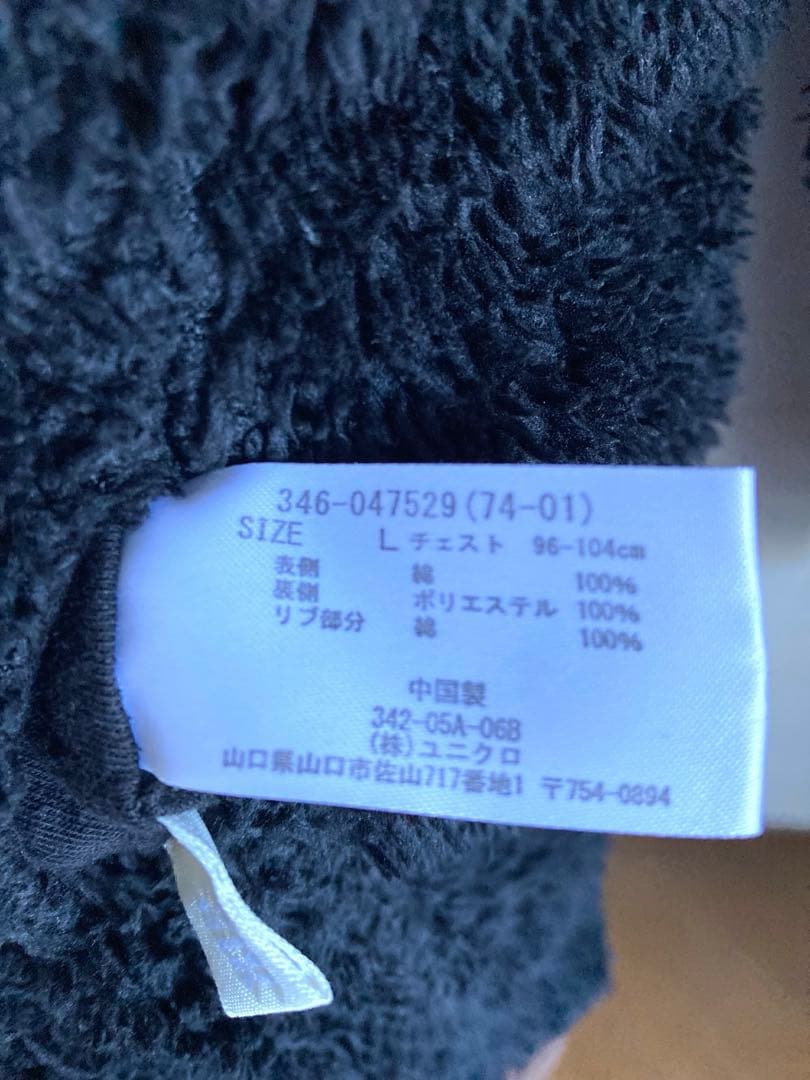 346-047529(74-01)
SIZE L チェスト 96-104cm
表側 綿 100%
裏側 ポリエステル 100%
リブ部分 綿 100%
中国製
342-05A-06B
(株)ユニクロ
山口県山口市佐山717番地1 〒754-0894